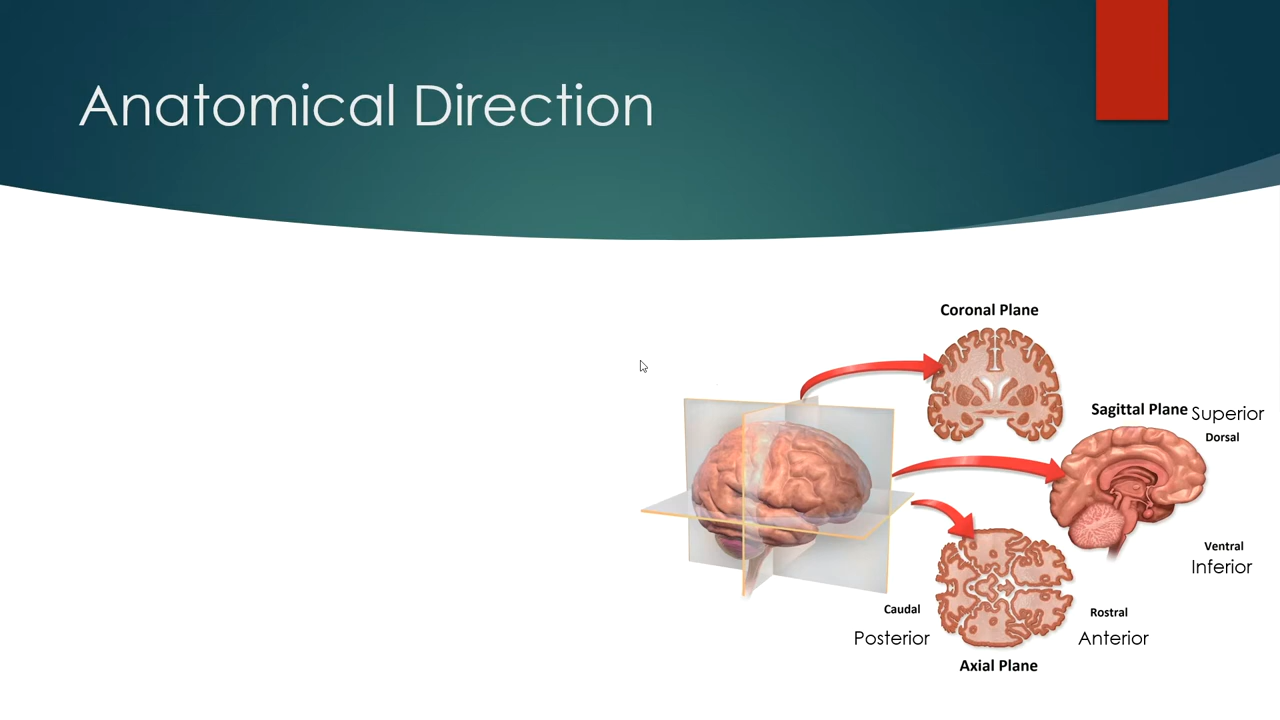 Anatomical Direction
Coronal Plane
Sagittal Plane Superior
Dorsal
Ventral
Inferior
Caudal
Rostral
Posterior
Anterior
Axial Plane